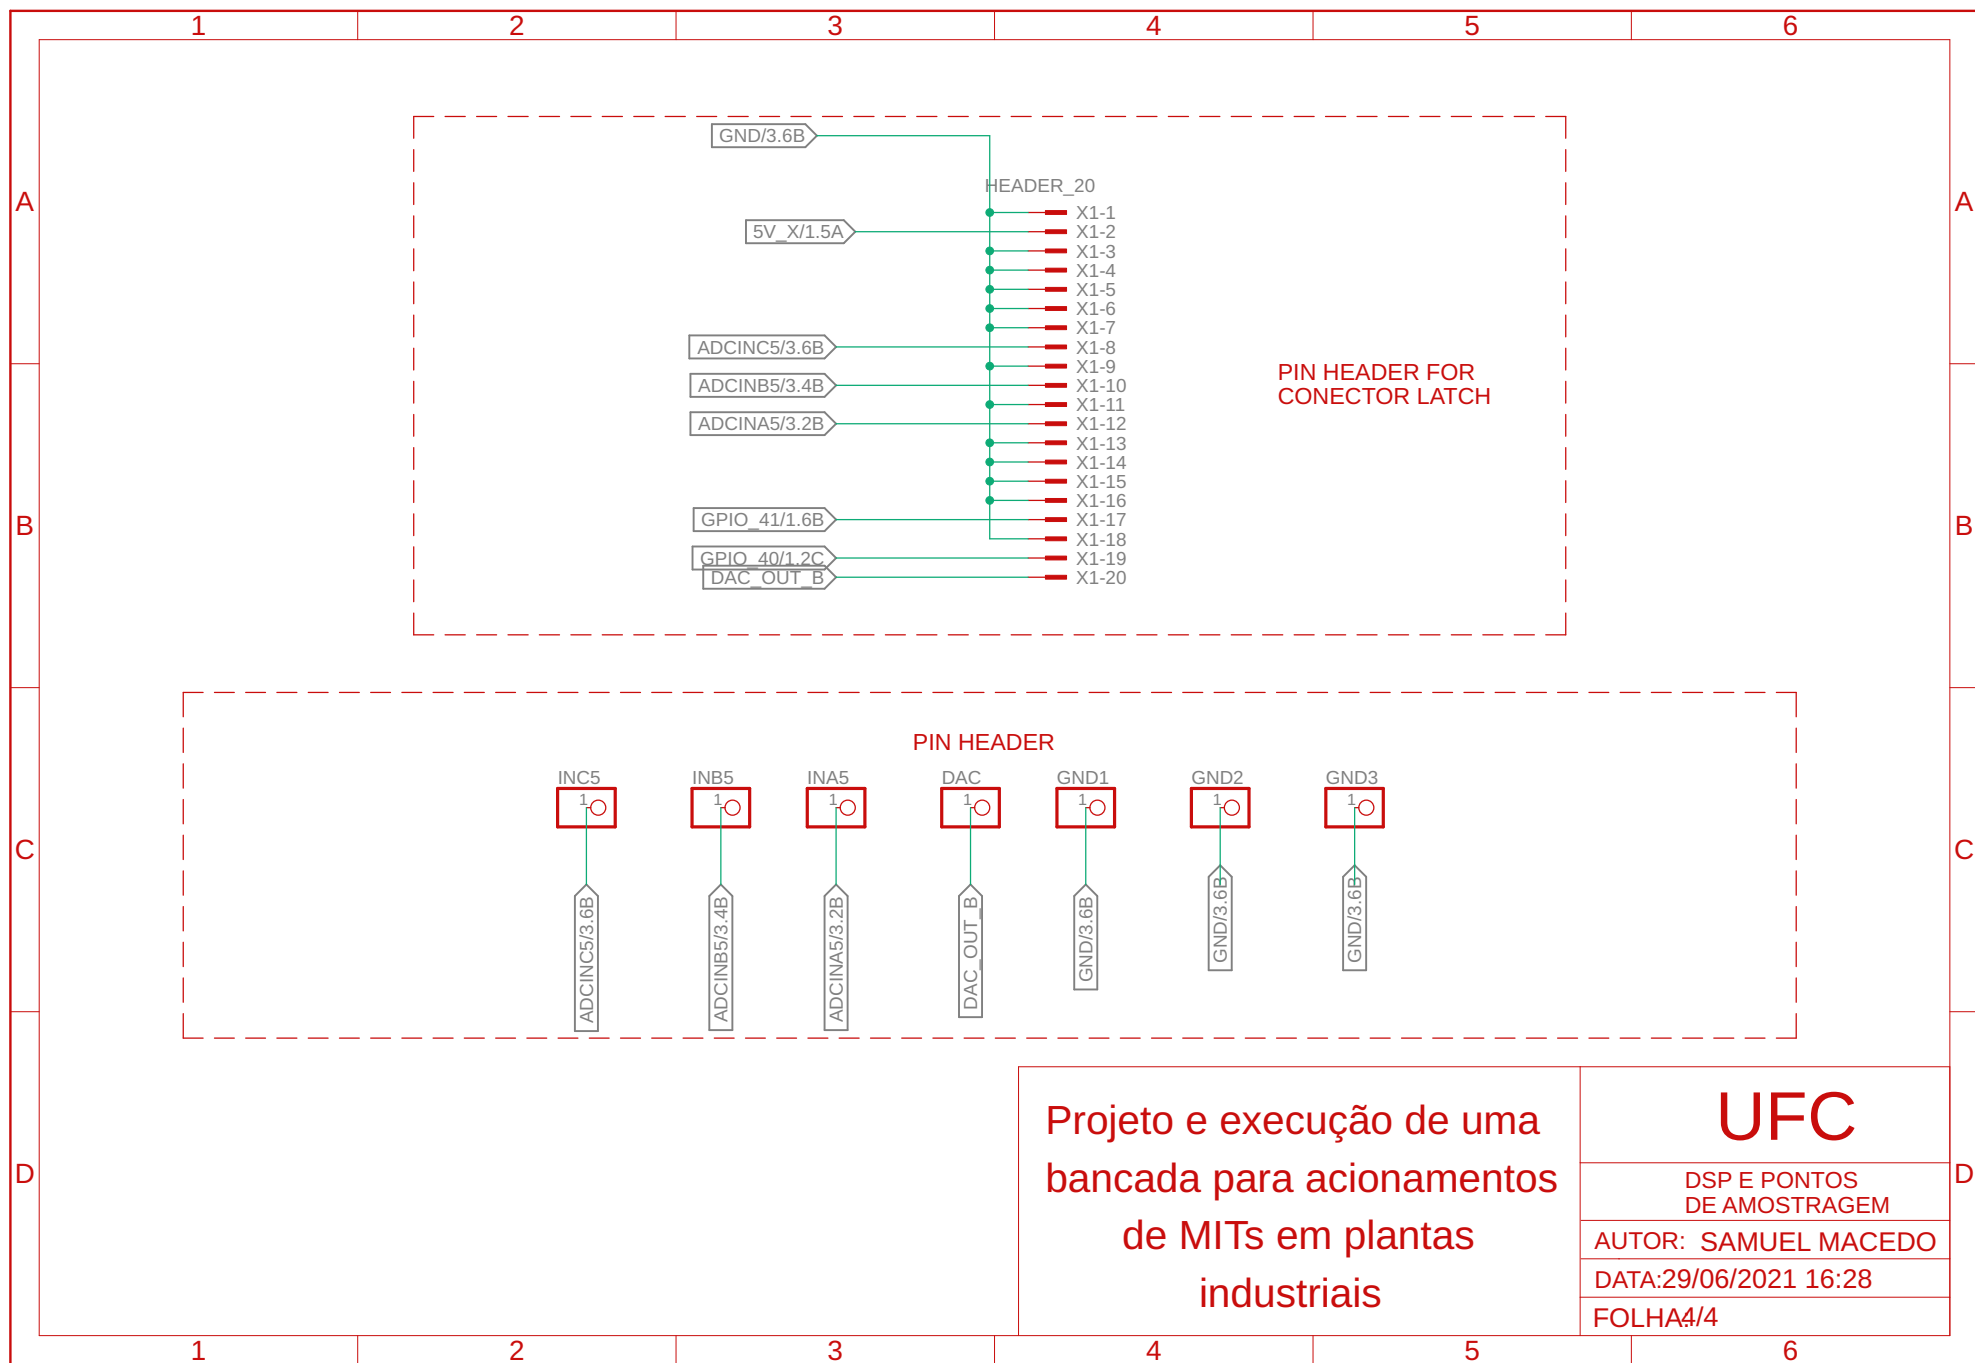 1 2 3 4 5 6
GND/3.6B
HEADER_20
A A
X1-1
5V_X/1.5A X1-2
X1-3
X1-4
X1-5
X1-6
X1-7
ADCINC5/3.6B X1-8
X1-9
PIN HEADER FOR
ADCINB5/3.4B X1-10
CONECTOR LATCH
X1-11
ADCINA5/3.2B X1-12
X1-13
X1-14
X1-15
X1-16
GPIO_41/1.6B X1-17
B B
X1-18
GPIO_40/1.2C X1-19
DAC_OUT_B X1-20
PIN HEADER
INC5 INB5 INA5 DAC GND1 GND2 GND3
1 1 1 1 1 1 1
C C
ADCINC5/3.6B ADCINB5/3.4B ADCINA5/3.2B DAC_OUT_B GND/3.6B GND/3.6B GND/3.6B
Projeto e execução de uma
bancada para acionamentos
de MITs em plantas
industriais
UFC
D D
DSP E PONTOS
DE AMOSTRAGEM
AUTOR: SAMUEL MACEDO
DATA:29/06/2021 16:28
FOLHA:4/4
1 2 3 4 5 6